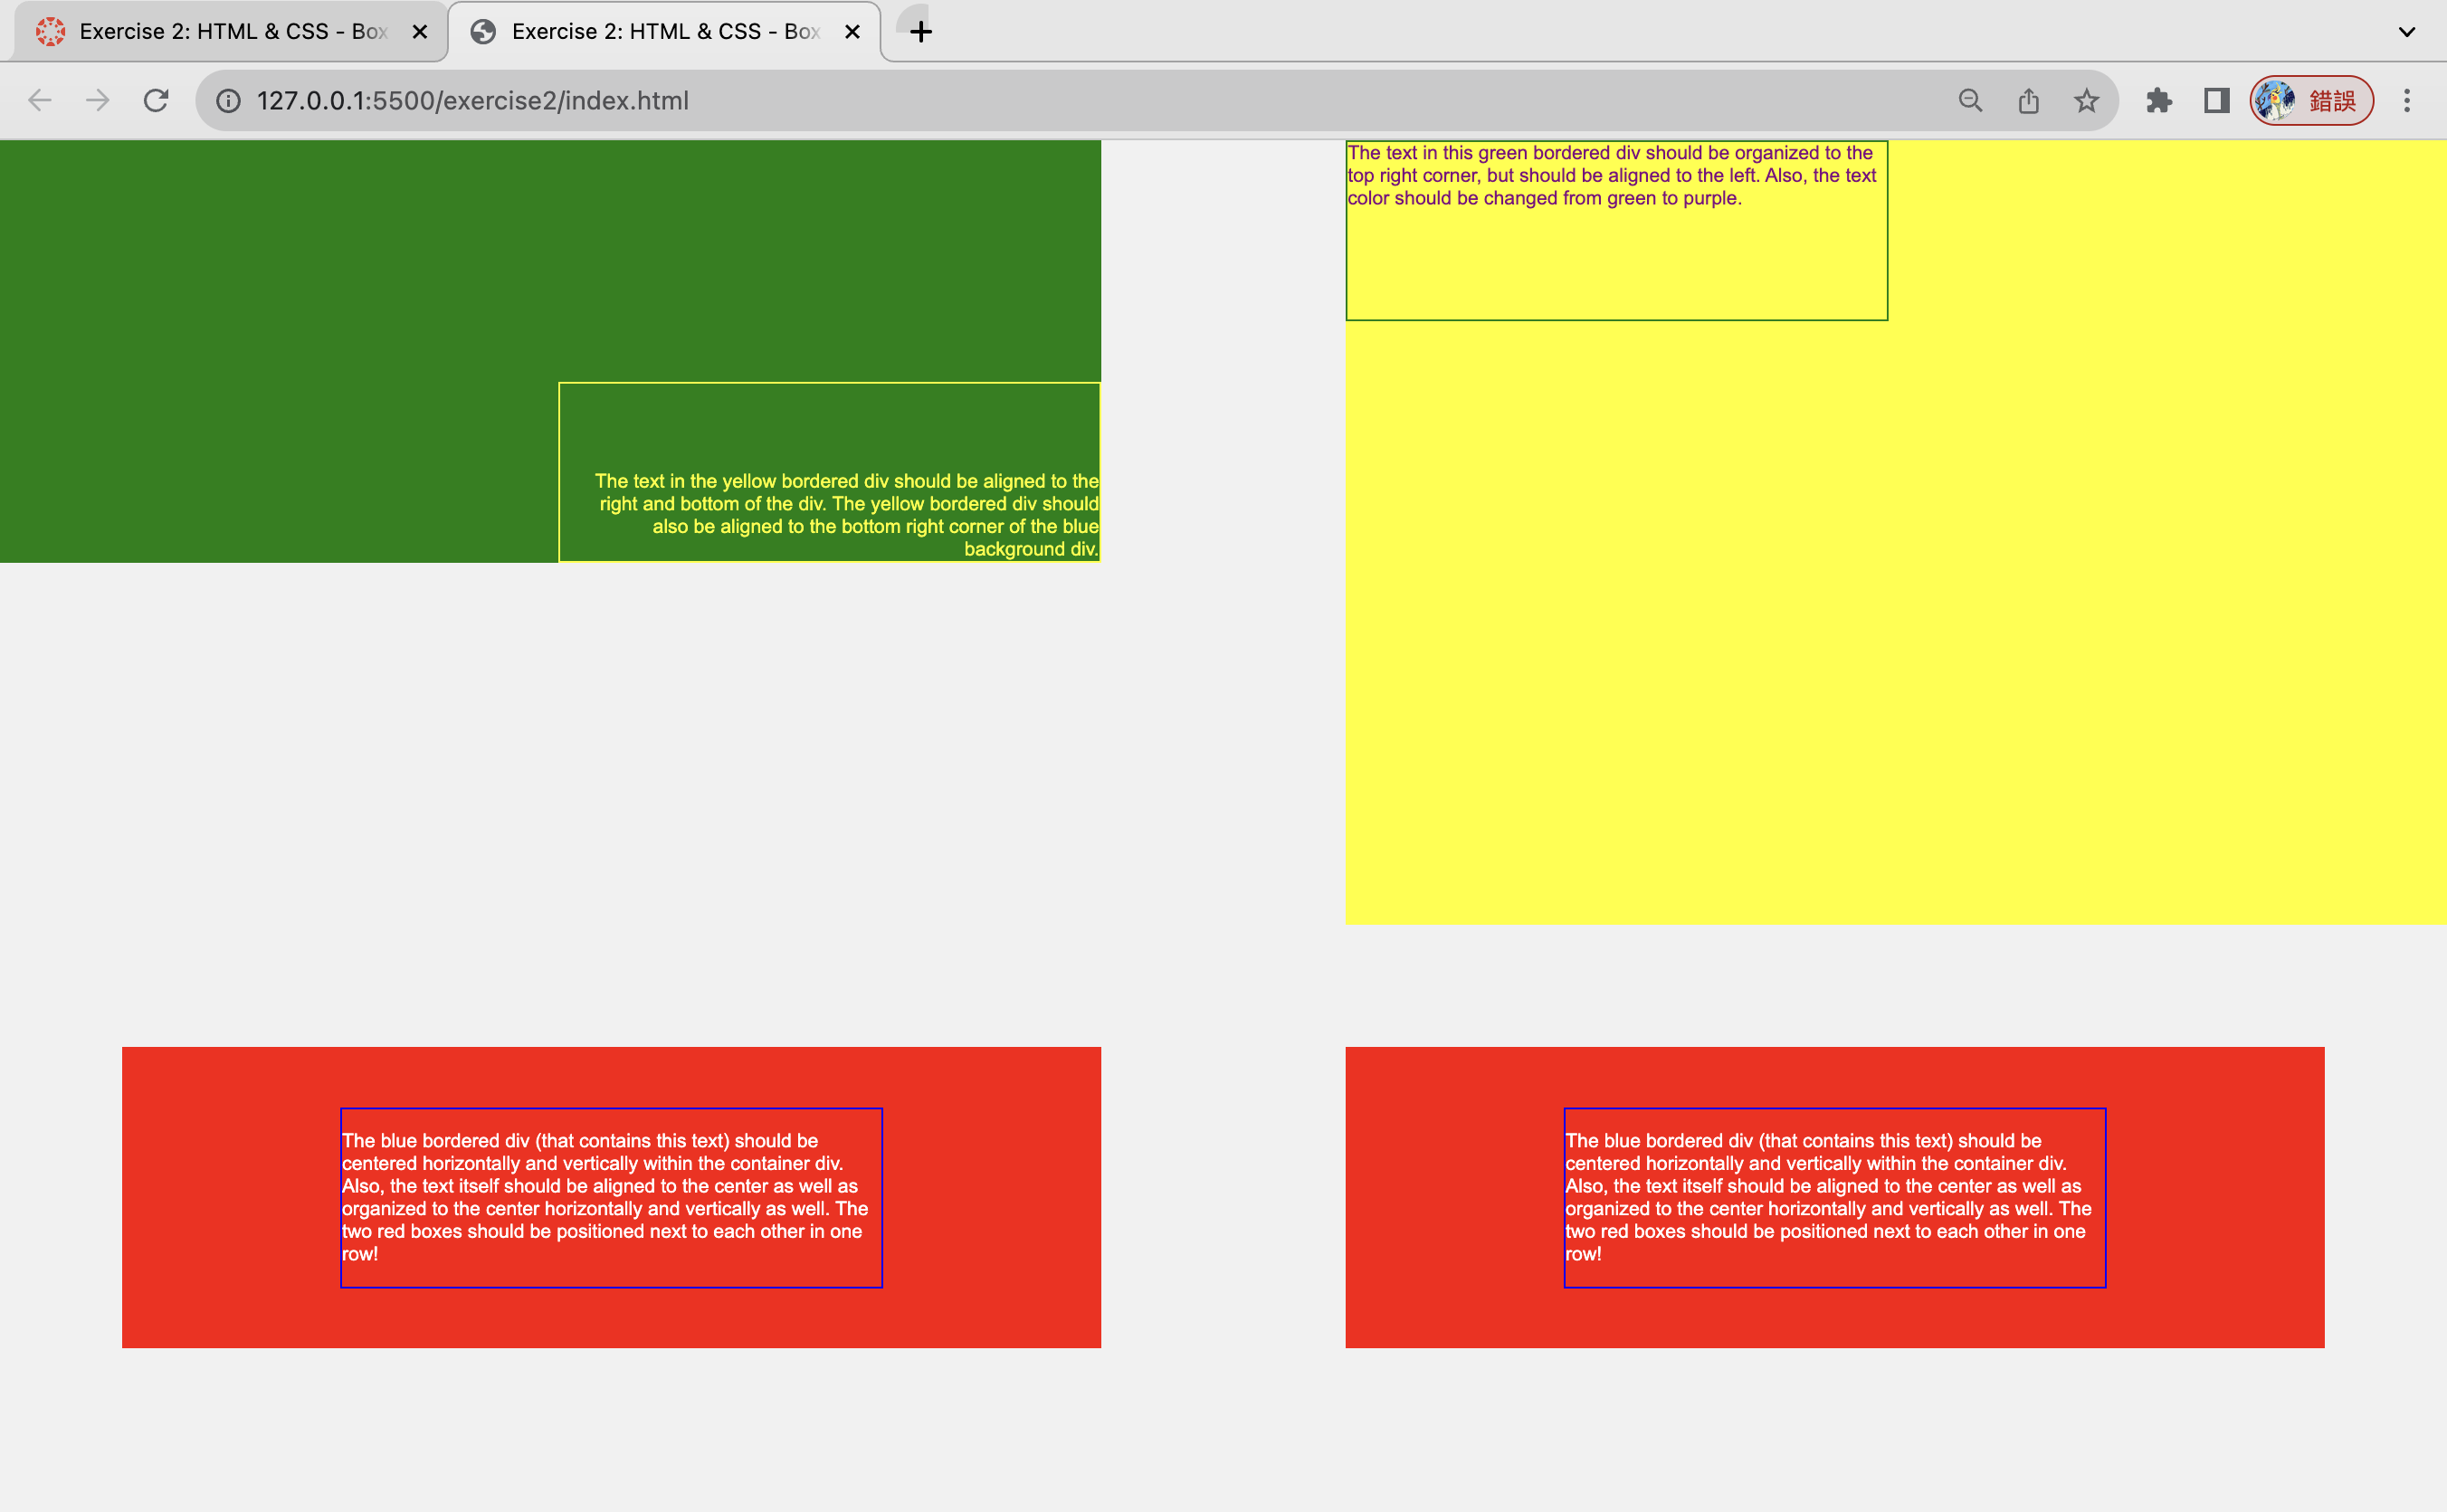 Exercise 2: HTML & CSS - Box
Exercise 2: HTML & CSS - Box
127.0.0.1:5500/exercise2/index.html
錯誤
The text in this green bordered div should be organized to the
top right corner, but should be aligned to the left. Also, the text
color should be changed from green to purple.
The text in the yellow bordered div should be aligned to the
right and bottom of the div. The yellow bordered div should
also be aligned to the bottom right corner of the blue
background div.
The blue bordered div (that contains this text) should be
centered horizontally and vertically within the container div.
Also, the text itself should be aligned to the center as well as
organized to the center horizontally and vertically as well. The
two red boxes should be positioned next to each other in one
row!
The blue bordered div (that contains this text) should be
centered horizontally and vertically within the container div.
Also, the text itself should be aligned to the center as well as
organized to the center horizontally and vertically as well. The
two red boxes should be positioned next to each other in one
row!